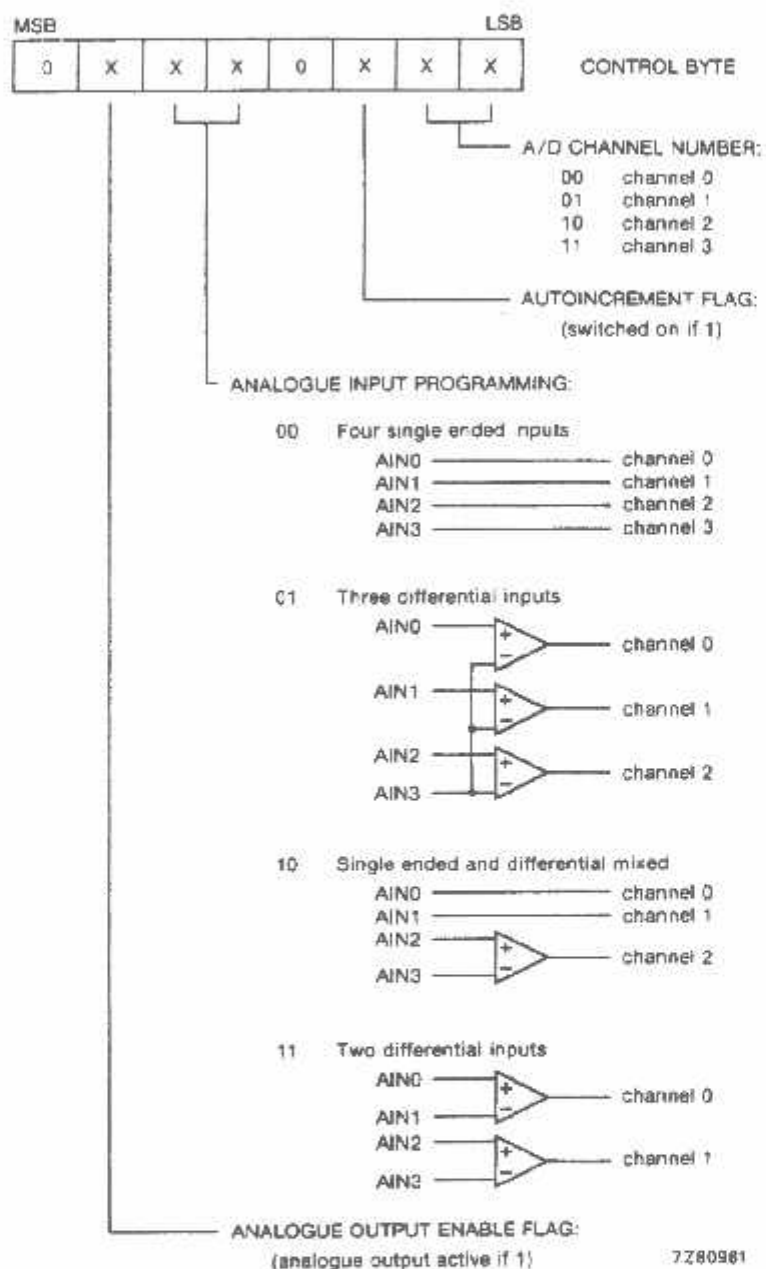 MSB LSB
0 X X X 0 X X X CONTROL BYTE
A/D CHANNEL NUMBER:
00 channel 0
01 channel 1
10 channel 2
11 channel 3
AUTOINCREMENT FLAG:
(switched on if 1)
ANALOGUE INPUT PROGRAMMING:
00 Four single ended inputs
AIN0 channel 0
AIN1 channel 1
AIN2 channel 2
AIN3 channel 3
01 Three differential inputs
AIN0 + − channel 0
AIN1 + − channel 1
AIN2 + − channel 2
AIN3
10 Single ended and differential mixed
AIN0 channel 0
AIN1 channel 1
AIN2 + − channel 2
AIN3
11 Two differential inputs
AIN0 + − channel 0
AIN1
AIN2 + − channel 1
AIN3
ANALOGUE OUTPUT ENABLE FLAG:
(analogue output active if 1) 7Z80961